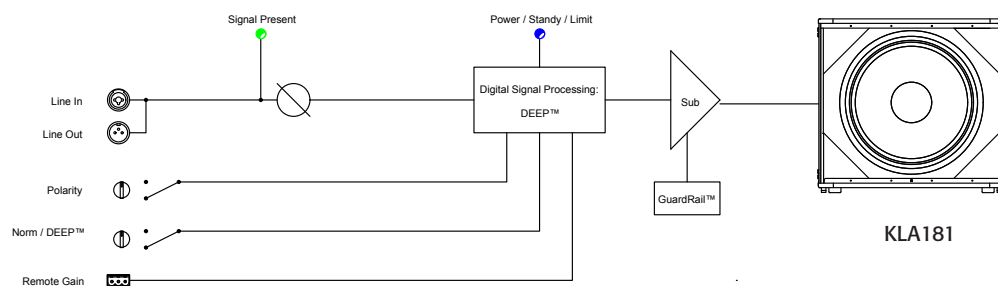 Signal Present
Power / Standy / Limit
Line In
Digital Signal Processing:
DEEP™
Sub
Line Out
Polarity
GuardRail™
Norm / DEEP™
KLA181
Remote Gain